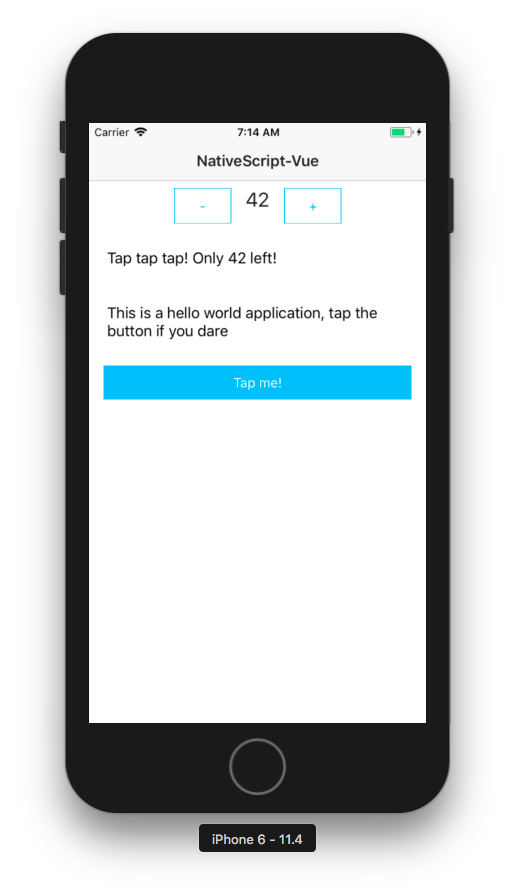 Carrier 7:14 AM
NativeScript-Vue
- 42 +
Tap tap tap! Only 42 left!
This is a hello world application, tap the
button if you dare
Tap me!
iPhone 6 - 11.4